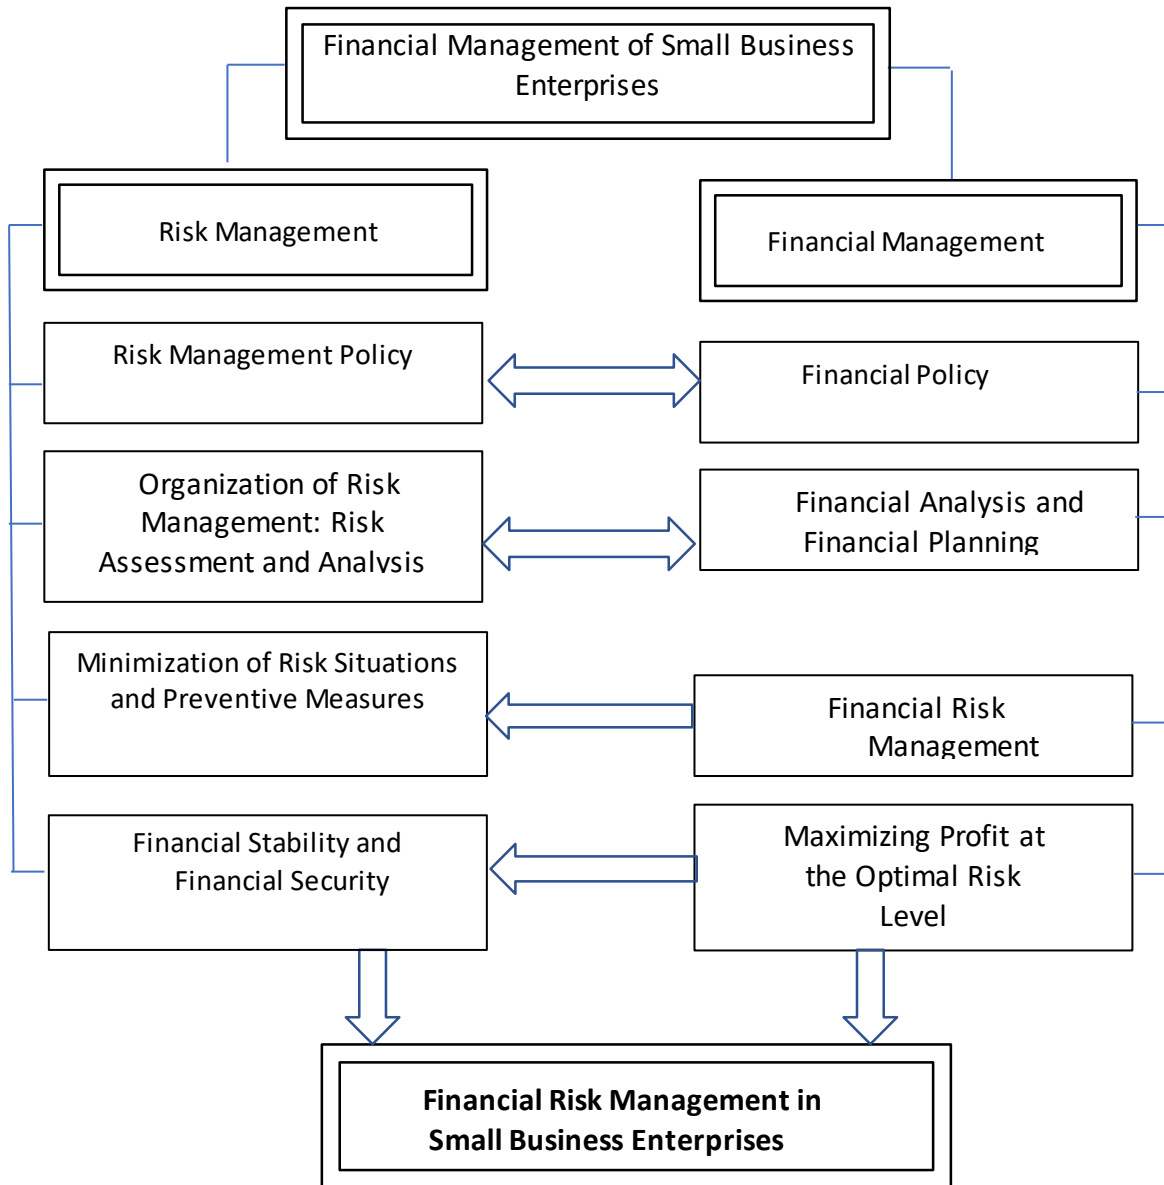 Financial Management of Small Business
Enterprises
Risk Management
Financial Management
Risk Management Policy
Financial Policy
Organization of Risk
Management: Risk
Assessment and Analysis
Financial Analysis and
Financial Planning
Minimization of Risk Situations
and Preventive Measures
Financial Risk
Management
Financial Stability and
Financial Security
Maximizing Profit at
the Optimal Risk
Level
Financial Risk Management in
Small Business Enterprises